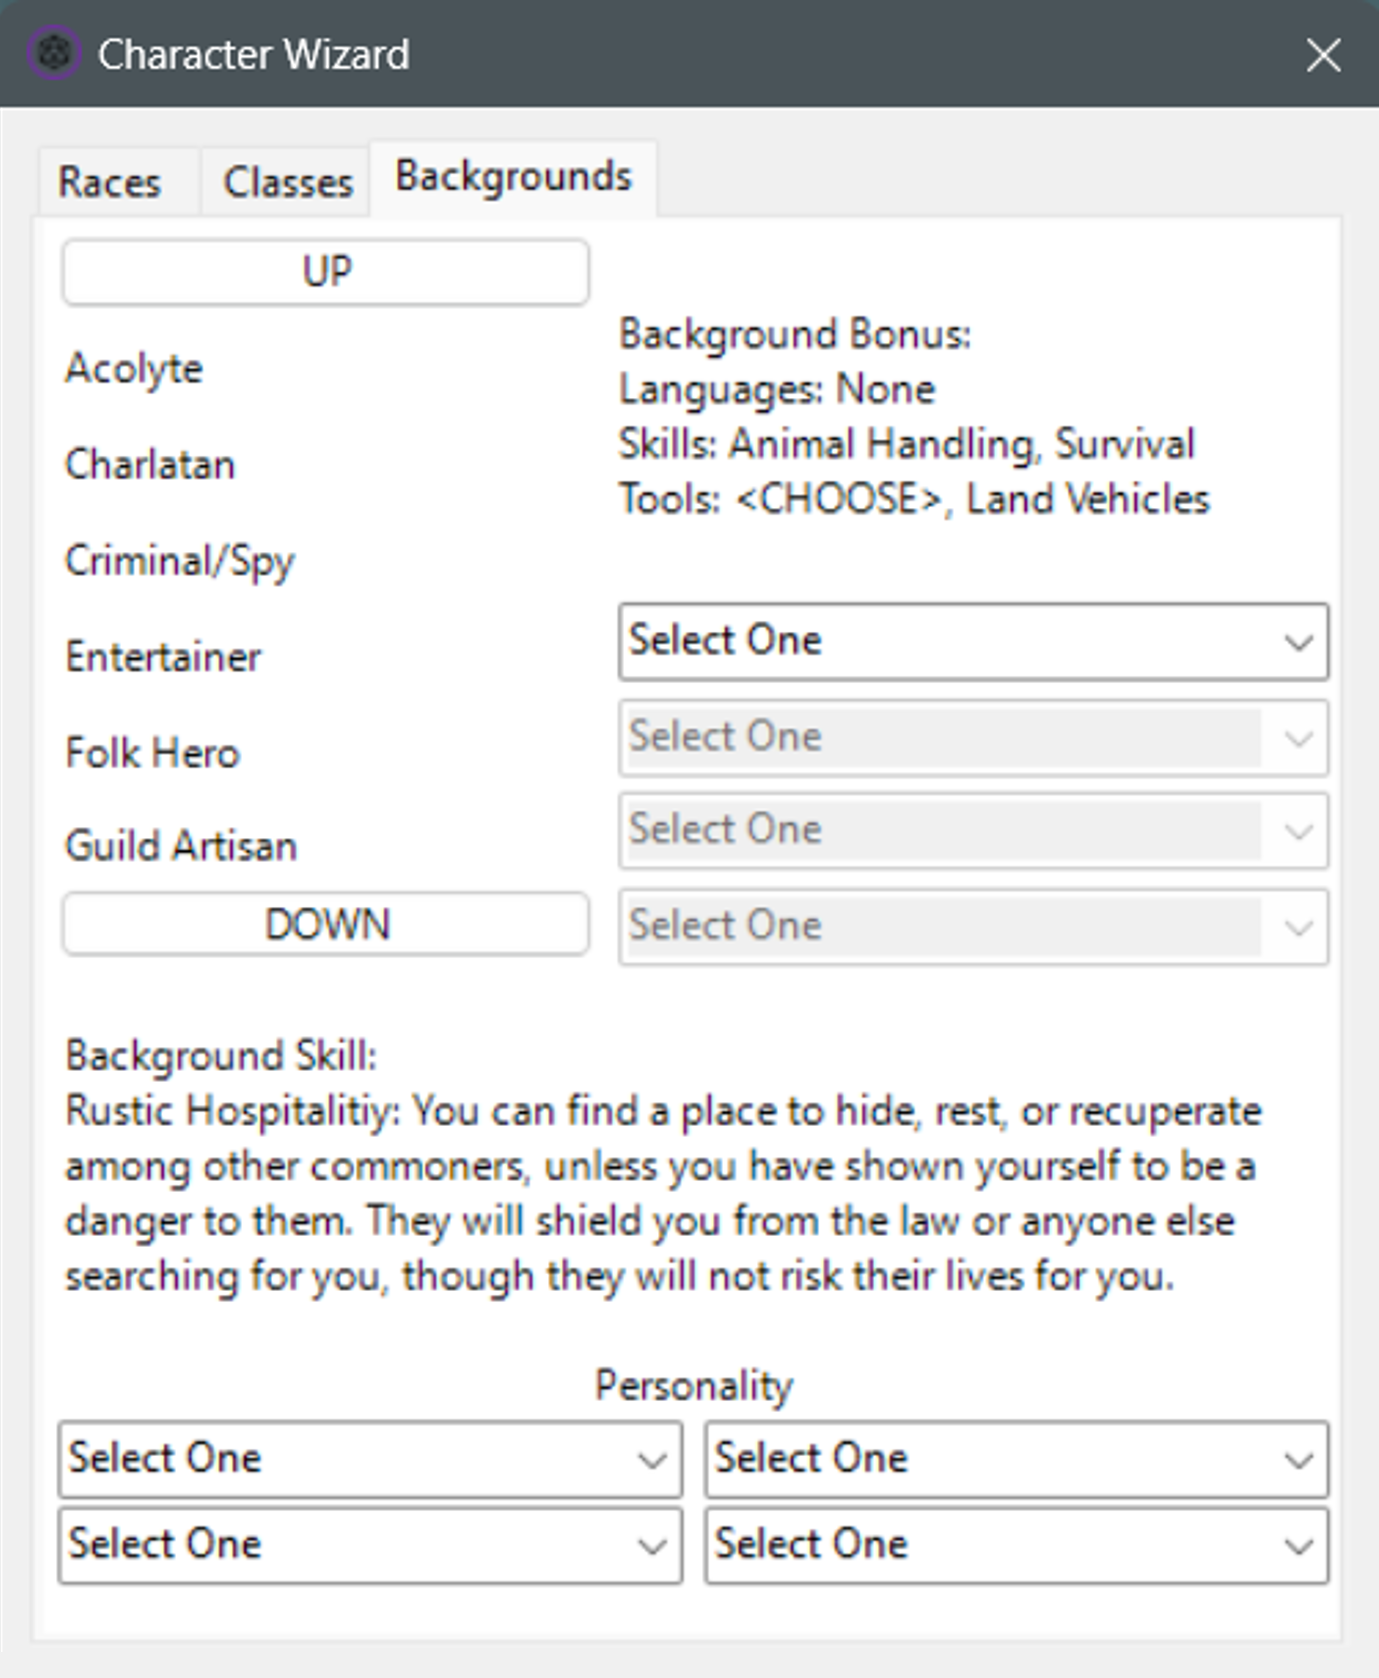 Character Wizard
Races
Classes
Backgrounds
UP
Acolyte
Charlatan
Criminal/Spy
Entertainer
Folk Hero
Guild Artisan
DOWN
Background Bonus:
Languages: None
Skills: Animal Handling, Survival
Tools: <CHOOSE>, Land Vehicles
Select One
Select One
Select One
Select One
Background Skill:
Rustic Hospitalitiy: You can find a place to hide, rest, or recuperate
among other commoners, unless you have shown yourself to be a
danger to them. They will shield you from the law or anyone else
searching for you, though they will not risk their lives for you.
Personality
Select One
Select One
Select One
Select One